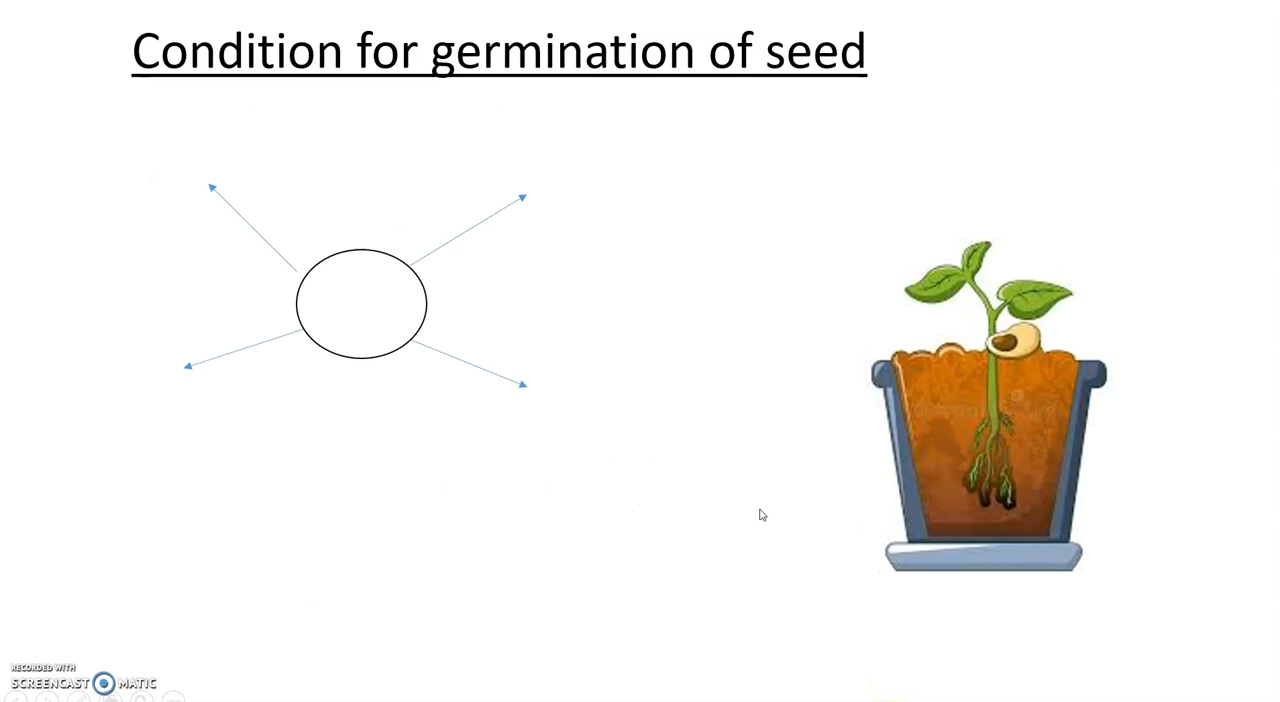 Condition for germination of seed
RECORDED WITH
SCREENCAST MATIC